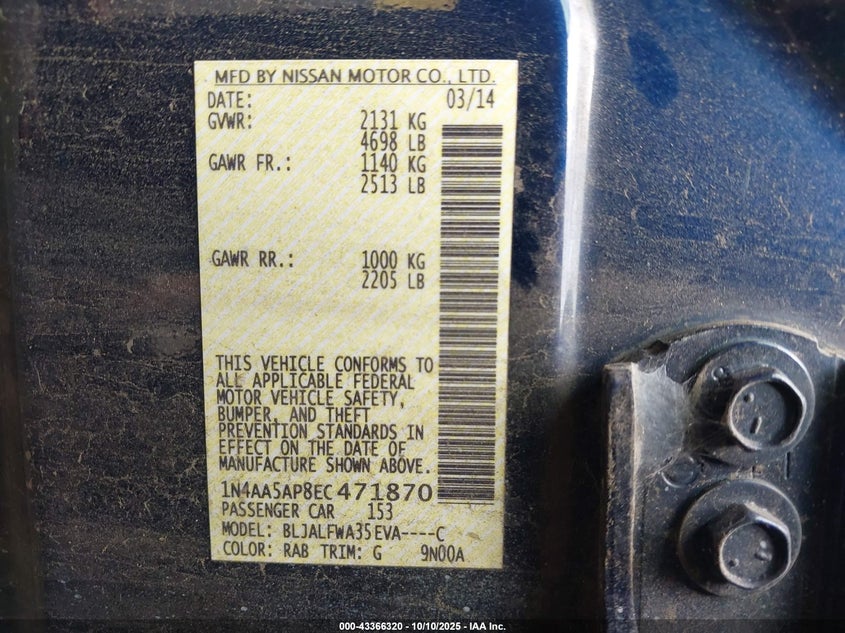 MFD BY NISSAN MOTOR CO., LTD.
DATE: 03/14
GVWR: 2131 KG
4698 LB
GAWR FR.: 1140 KG
2513 LB
GAWR RR.: 1000 KG
2205 LB
THIS VEHICLE CONFORMS TO
ALL APPLICABLE FEDERAL
MOTOR VEHICLE SAFETY,
BUMPER, AND THEFT
PREVENTION STANDARDS IN
EFFECT ON THE DATE OF
MANUFACTURE SHOWN ABOVE.
1N4AA5AP8EC471870
PASSENGER CAR 153
MODEL: BLJALFWA35EVA----C
COLOR: RAB TRIM: G 9N00A
000-43366320 - 10/10/2025 - IAA Inc.